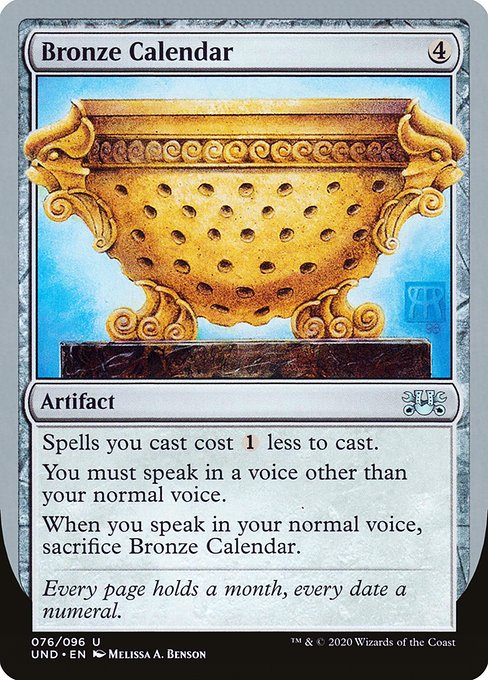 Bronze Calendar 4
98
Artifact
Spells you cast cost 1 less to cast.
You must speak in a voice other than
your normal voice.
When you speak in your normal voice,
sacrifice Bronze Calendar.
Every page holds a month, every date a
numeral.
076/096 U
UND • EN Melissa A. Benson
™ & © 2020 Wizards of the Coast